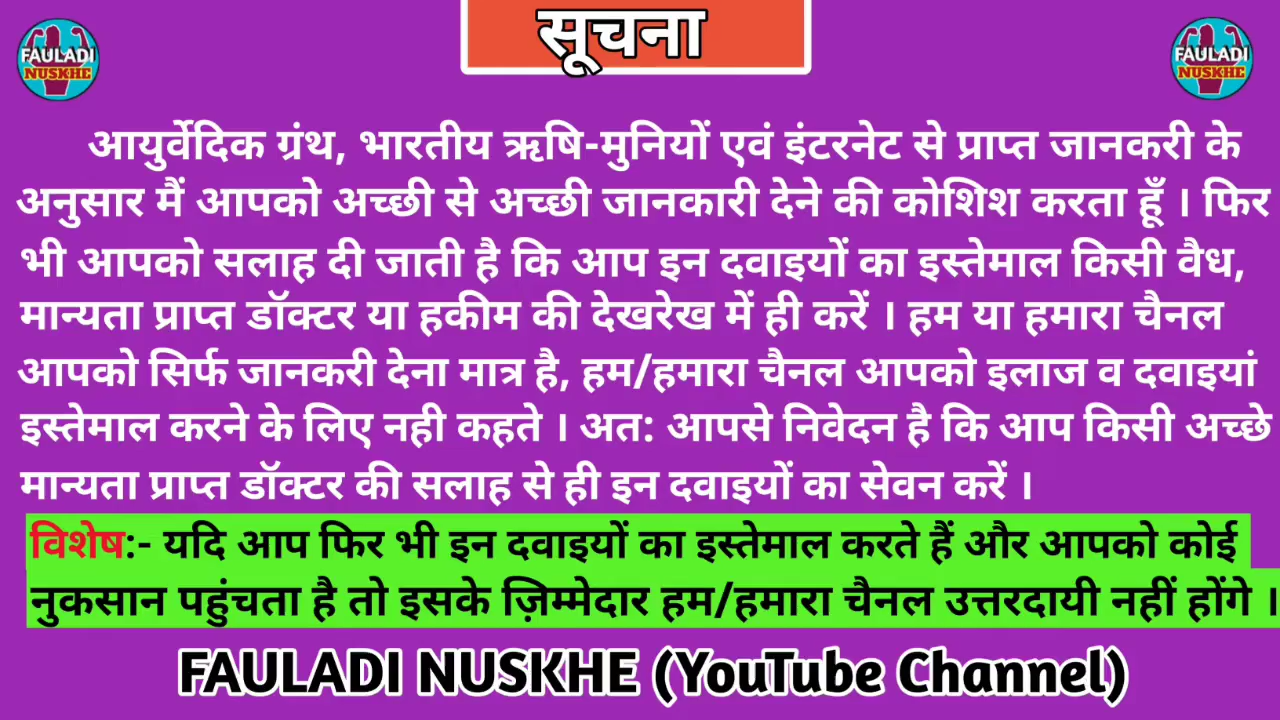 सूचना
FAULADI
NUSKHE
FAULADI
NUSKHE
आयुर्वेदिक ग्रंथ, भारतीय ऋषि-मुनियों एवं इंटरनेट से प्राप्त जानकरी के
अनुसार मैं आपको अच्छी से अच्छी जानकारी देने की कोशिश करता हूँ । फिर
भी आपको सलाह दी जाती है कि आप इन दवाइयों का इस्तेमाल किसी वैध,
मान्यता प्राप्त डॉक्टर या हकीम की देखरेख में ही करें । हम या हमारा चैनल
आपको सिर्फ जानकरी देना मात्र है, हम/हमारा चैनल आपको इलाज व दवाइयां
इस्तेमाल करने के लिए नही कहते । अत: आपसे निवेदन है कि आप किसी अच्छे
मान्यता प्राप्त डॉक्टर की सलाह से ही इन दवाइयों का सेवन करें ।
विशेष:- यदि आप फिर भी इन दवाइयों का इस्तेमाल करते हैं और आपको कोई
नुकसान पहुंचता है तो इसके ज़िम्मेदार हम/हमारा चैनल उत्तरदायी नहीं होंगे ।
FAULADI NUSKHE (YouTube Channel)